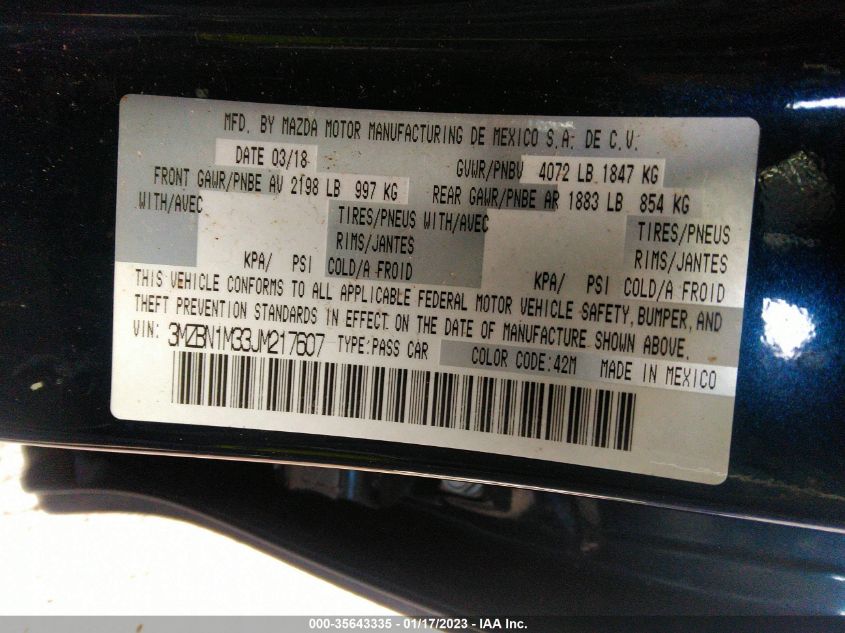 MFD. BY MAZDA MOTOR MANUFACTURING DE MEXICO S.A. DE C.V.
DATE 03/18 GVWR/PNBV 4072 LB 1847 KG
FRONT GAWR/PNBE AV 2198 LB 997 KG REAR GAWR/PNBE AR 1883 LB 854 KG
WITH/AVEC TIRES/PNEUS WITH/AVEC TIRES/PNEUS
RIMS/JANTES RIMS/JANTES
KPA/ PSI COLD/A FROID KPA/ PSI COLD/A FROID
THIS VEHICLE CONFORMS TO ALL APPLICABLE FEDERAL MOTOR VEHICLE SAFETY, BUMPER, AND
THEFT PREVENTION STANDARDS IN EFFECT ON THE DATE OF MANUFACTURE SHOWN ABOVE.
VIN: 3MZBN1M33JM217607 TYPE:PASS CAR COLOR CODE:42M MADE IN MEXICO
000-35643335 - 01/17/2023 - IAA Inc.